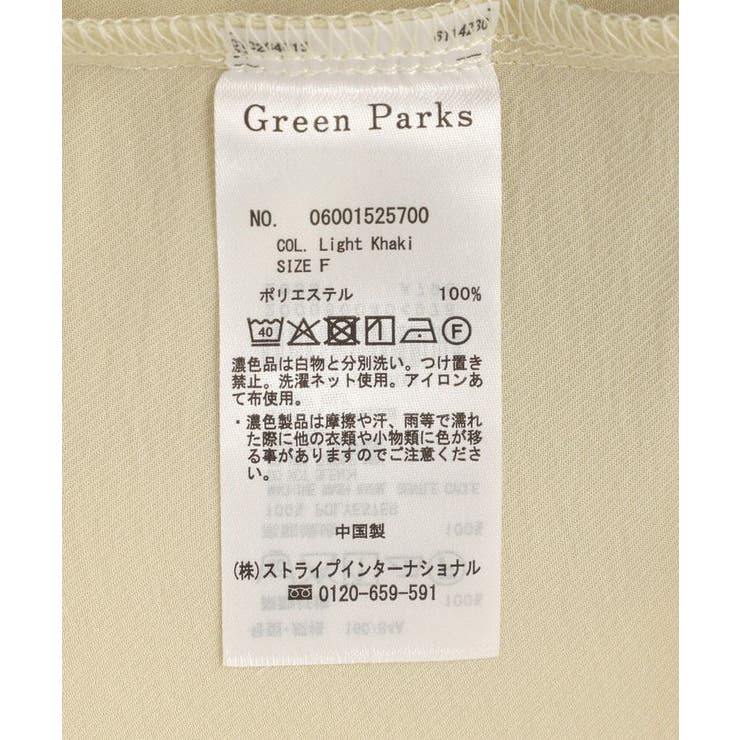 Green Parks
NO. 06001525700
COL. Light Khaki
SIZE F
ポリエステル 100%
40 F
濃色品は白物と分別洗い。つけ置き
禁止。洗濯ネット使用。アイロンあ
て布使用。
・濃色製品は摩擦や汗、雨等で濡れ
た際に他の衣類や小物類に色が移
る事がありますのでご注意くださ
い。
中国製
(株)ストライプインターナショナル
0120-659-591